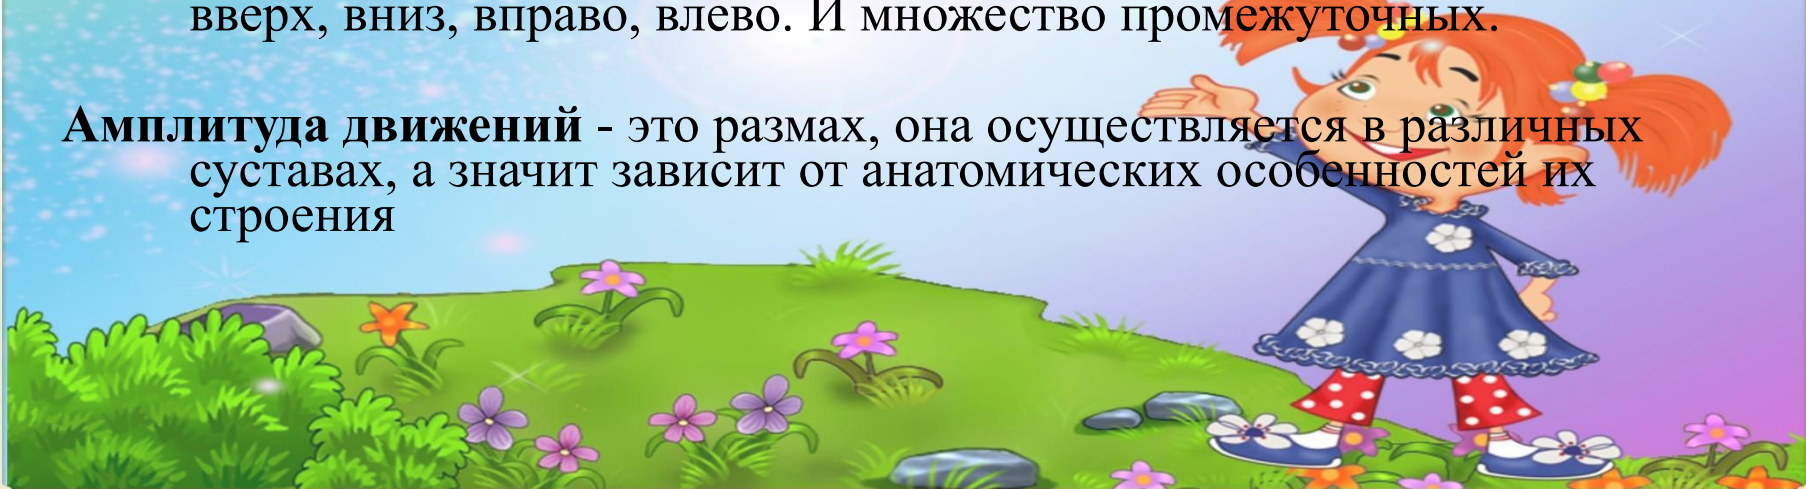 вверх, вниз, вправо, влево. И множество промежуточных.
Амплитуда движений - это размах, она осуществляется в различных
суставах, а значит зависит от анатомических особенностей их
строения